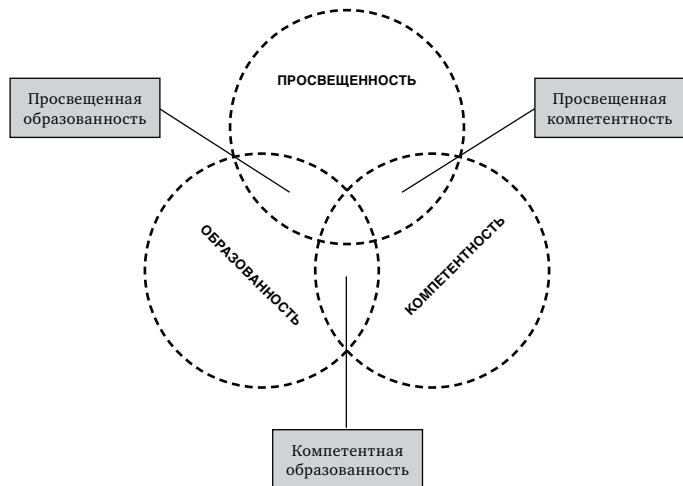 ПРОСВЕЩЕННОСТЬ
Просвещенная
образованность
Просвещенная
компетентность
ОБРАЗОВАННОСТЬ
КОМПЕТЕНТНОСТЬ
Компетентная
образованность